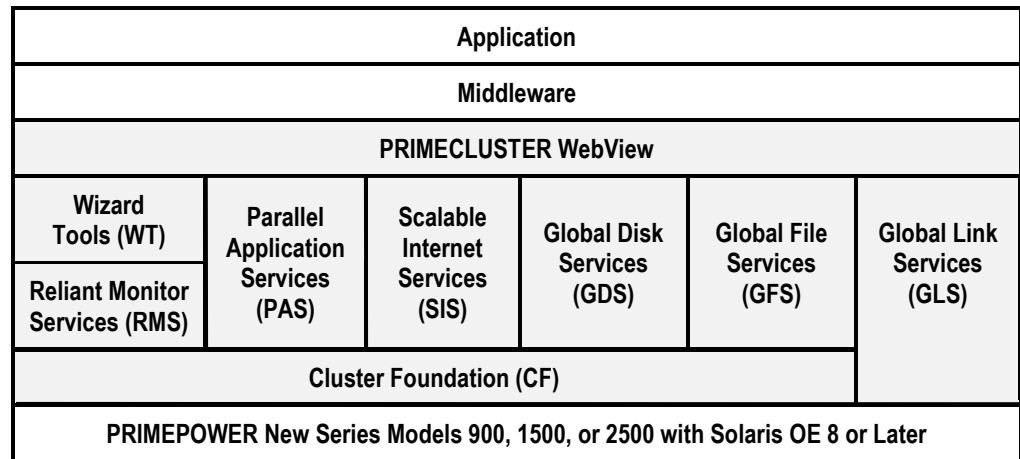 Application
Middleware
PRIMECLUSTER WebView
Wizard
Tools (WT)
Reliant Monitor
Services (RMS)
Parallel
Application
Services
(PAS)
Scalable
Internet
Services
(SIS)
Global Disk
Services
(GDS)
Global File
Services
(GFS)
Global Link
Services
(GLS)
Cluster Foundation (CF)
PRIMEPOWER New Series Models 900, 1500, or 2500 with Solaris OE 8 or Later